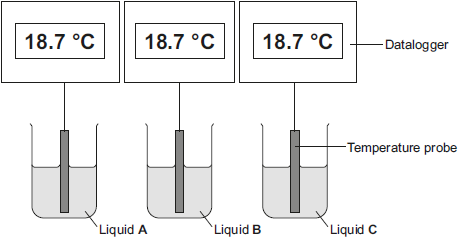 18.7 °C
18.7 °C
18.7 °C
Datalogger
Temperature probe
Liquid A
Liquid B
Liquid C